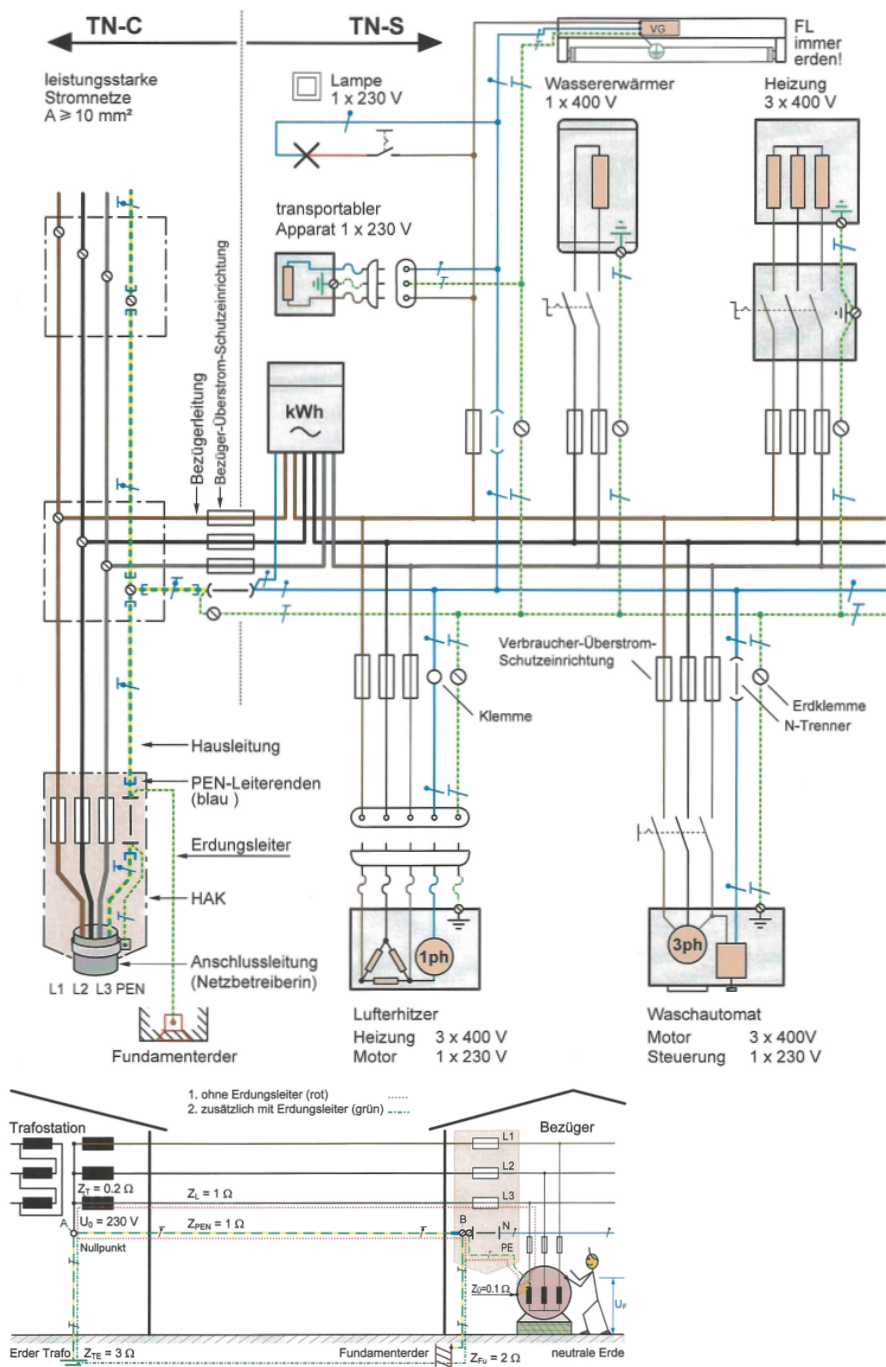 TN-C
TN-S
leistungsstarke
Stromnetze
A ≥ 10 mm²
Lampe
1 x 230 V
VG
FL
immer
erden!
Wassererwärmer
1 x 400 V
Heizung
3 x 400 V
transportabler
Apparat 1 x 230 V
Bezügerleitung
Bezüger-Überstrom-Schutzeinrichtung
kWh
Verbraucher-Überstrom-
Schutzeinrichtung
Klemme
Erdklemme
N-Trenner
Hausleitung
PEN-Leiterenden
(blau )
Erdungsleiter
HAK
Anschlussleitung
(Netzbetreiberin)
L1 L2 L3 PEN
Fundamenterder
1ph
3ph
Lufterhitzer
Heizung 3 x 400 V
Motor 1 x 230 V
Waschautomat
Motor 3 x 400V
Steuerung 1 x 230 V
1. ohne Erdungsleiter (rot)
2. zusätzlich mit Erdungsleiter (grün)
Trafostation
Bezüger
L1
L2
L3
Z_T = 0.2 Ω
Z_L = 1 Ω
A
U_0 = 230 V
Z_PEN = 1 Ω
B
N
Nullpunkt
PE
Z_Ü=0.1 Ω
U_F
Erder Trafo
Z_TE = 3 Ω
Fundamenterder
Z_Fu = 2 Ω
neutrale Erde